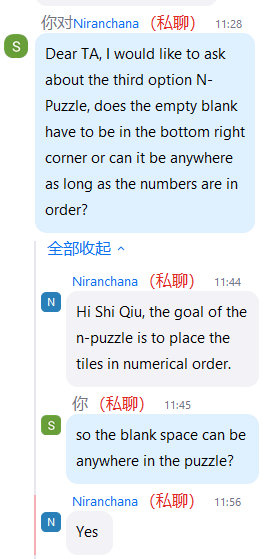 你对Niranchana（私聊） 11:28
S
Dear TA, I would like to ask
about the third option N-
Puzzle, does the empty blank
have to be in the bottom right
corner or can it be anywhere
as long as the numbers are in
order?
全部收起
Niranchana（私聊） 11:44
N
Hi Shi Qiu, the goal of the
n-puzzle is to place the
tiles in numerical order.
你（私聊） 11:45
S
so the blank space can be
anywhere in the puzzle?
Niranchana（私聊） 11:56
N
Yes